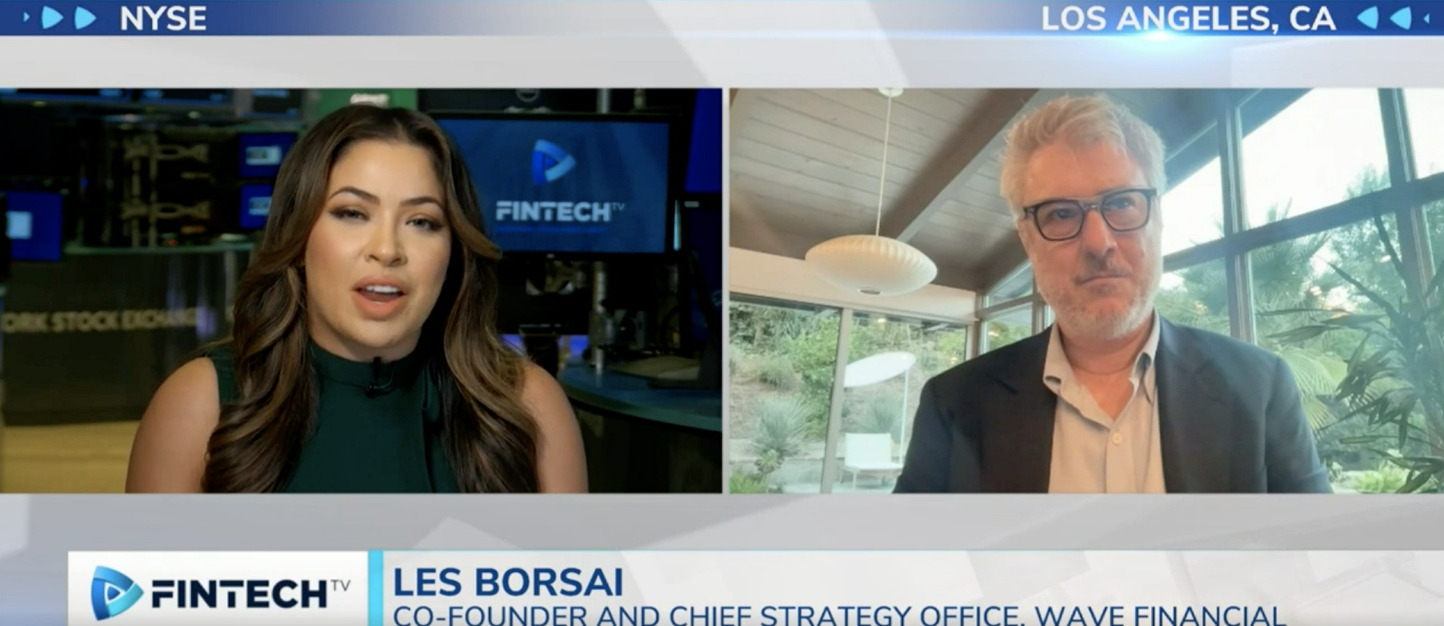 NYSE
LOS ANGELES, CA
FINTECH TV
ORK STOCK EXCHANGE
FINTECH TV
LES BORSAI
CO-FOUNDER AND CHIEF STRATEGY OFFICE, WAVE FINANCIAL